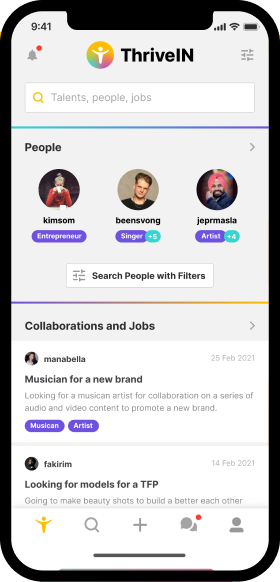 9:41
ThriveIN
Talents, people, jobs
People
kimsom beensvong jeprmasla
Entrepreneur Singer +5 Artist +4
Search People with Filters
Collaborations and Jobs
manabella 25 Feb 2021
Musician for a new brand
Looking for a musican artist for collaboration on a series of
audio and video content to promote a new brand.
Musican Artist
fakirim 14 Feb 2021
Looking for models for a TFP
Going to make beauty shots to build a better each other